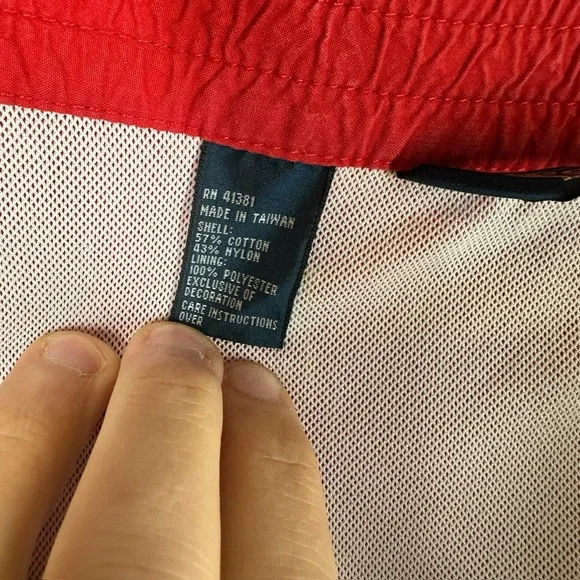 RN 41381
MADE IN TAIWAN
SHELL:
57% COTTON
43% NYLON
LINING:
100% POLYESTER
EXCLUSIVE OF
DECORATION
CARE INSTRUCTIONS
OVER